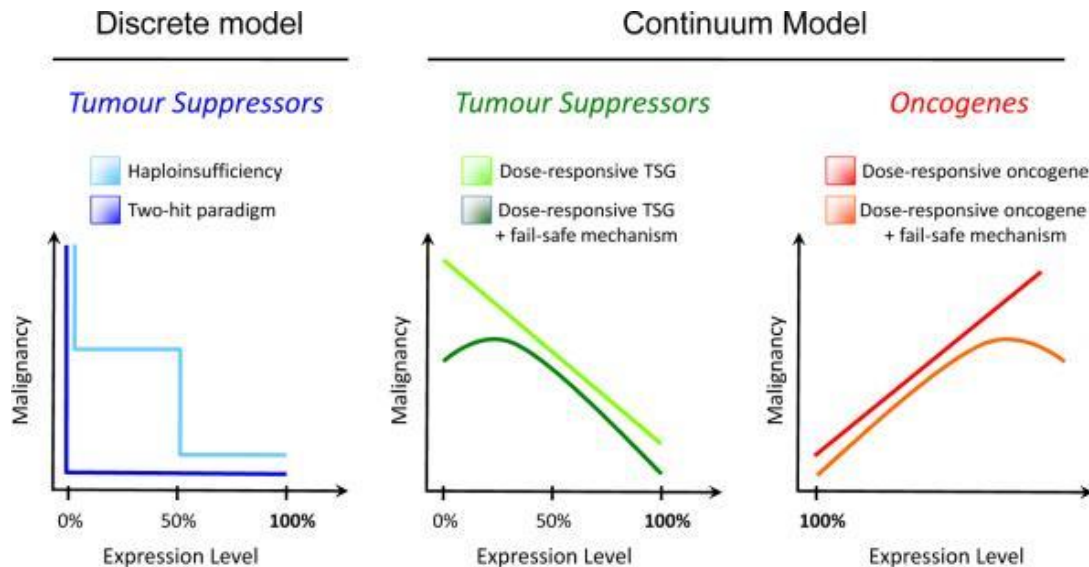 Discrete model
Continuum Model
Tumour Suppressors
Tumour Suppressors
Oncogenes
Haploinsufficiency
Two-hit paradigm
Dose-responsive TSG
Dose-responsive TSG
+ fail-safe mechanism
Dose-responsive oncogene
Dose-responsive oncogene
+ fail-safe mechanism
Malignancy
0%
50%
100%
Expression Level
Malignancy
0%
50%
100%
Expression Level
Malignancy
100%
Expression Level